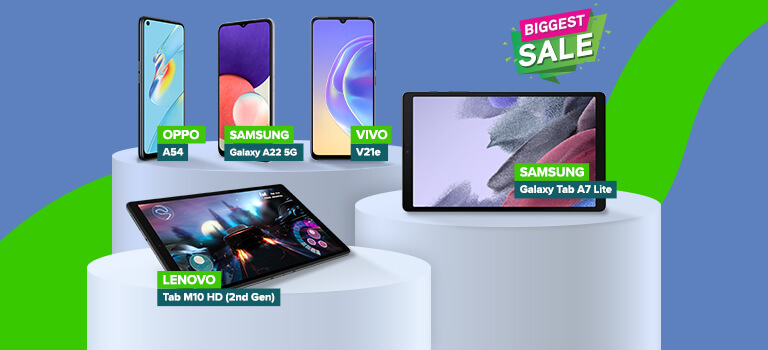 BIGGEST
SALE
OPPO
A54
SAMSUNG
Galaxy A22 5G
VIVO
V21e
SAMSUNG
Galaxy Tab A7 Lite
LENOVO
Tab M10 HD (2nd Gen)